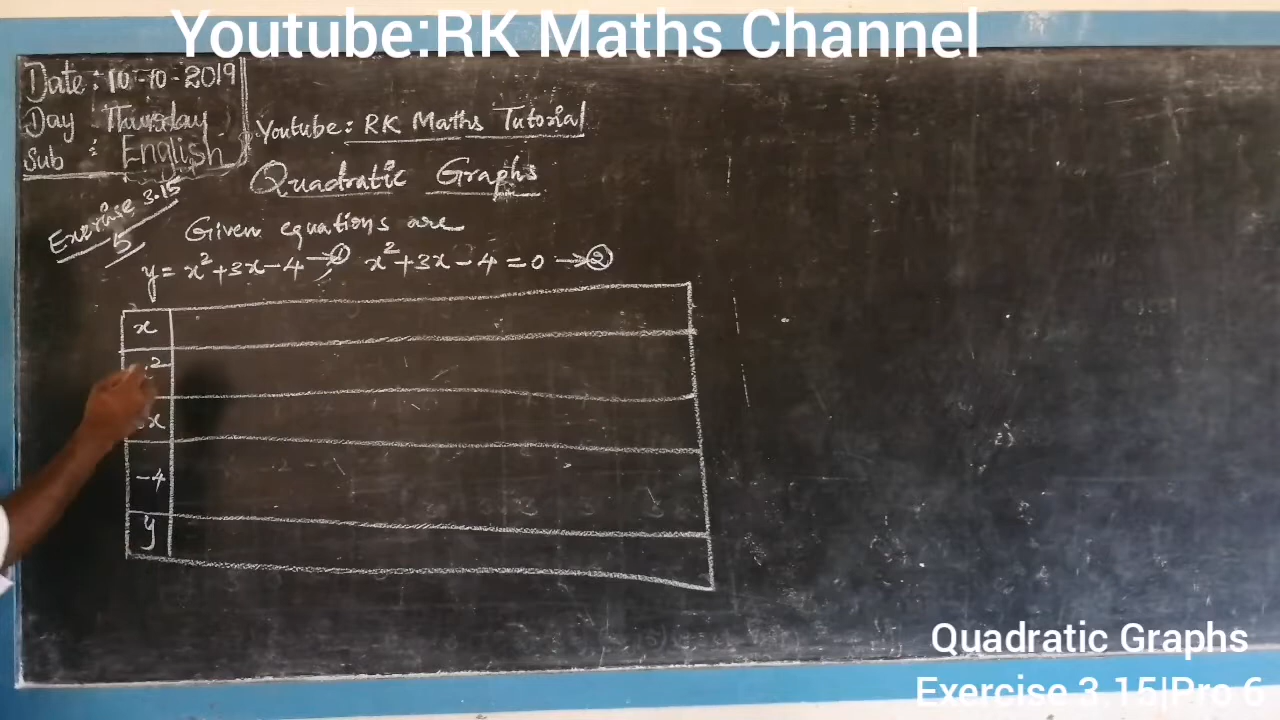 Youtube:RK Maths Channel
Date : 10-10-2019
Day : Thursday
Sub : English
Youtube: RK Maths Tutorial
Quadratic Graphs
Exercise 3.15
5
Given equations are
y = x²+3x-4 → ①, x²+3x-4=0 → ②
x
x
-4
y
Quadratic Graphs
Exercise 3.15|Pro 6